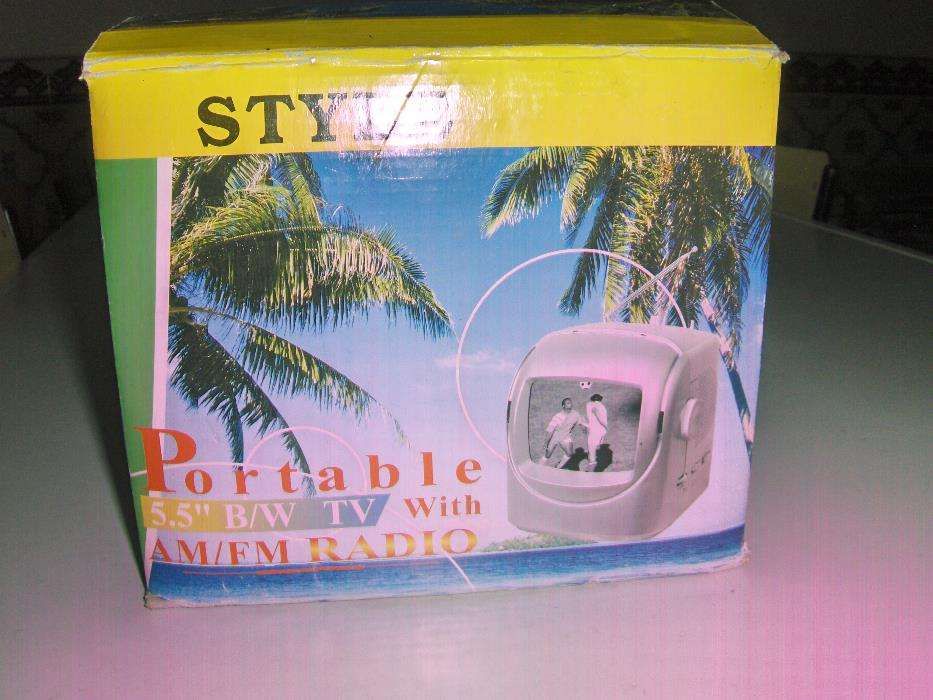 STYLE
Portable
5.5" B/W TV With
AM/FM RADIO